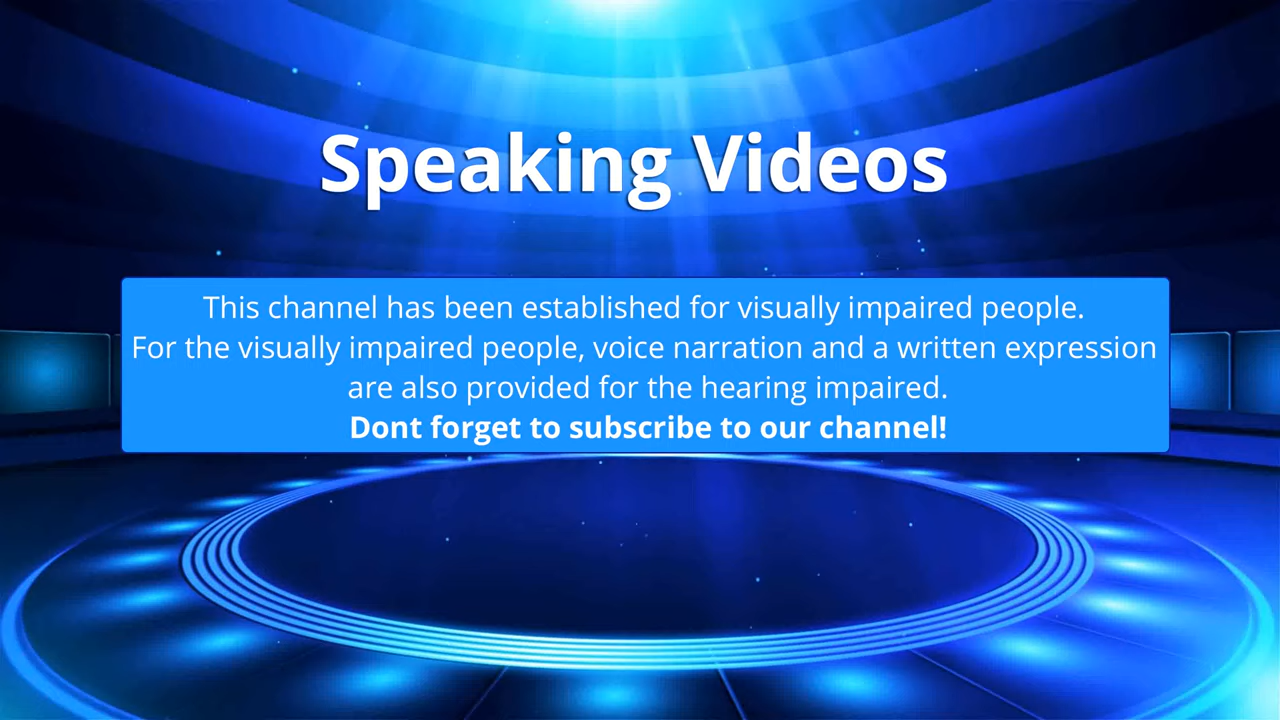 Speaking Videos
This channel has been established for visually impaired people.
For the visually impaired people, voice narration and a written expression
are also provided for the hearing impaired.
Dont forget to subscribe to our channel!